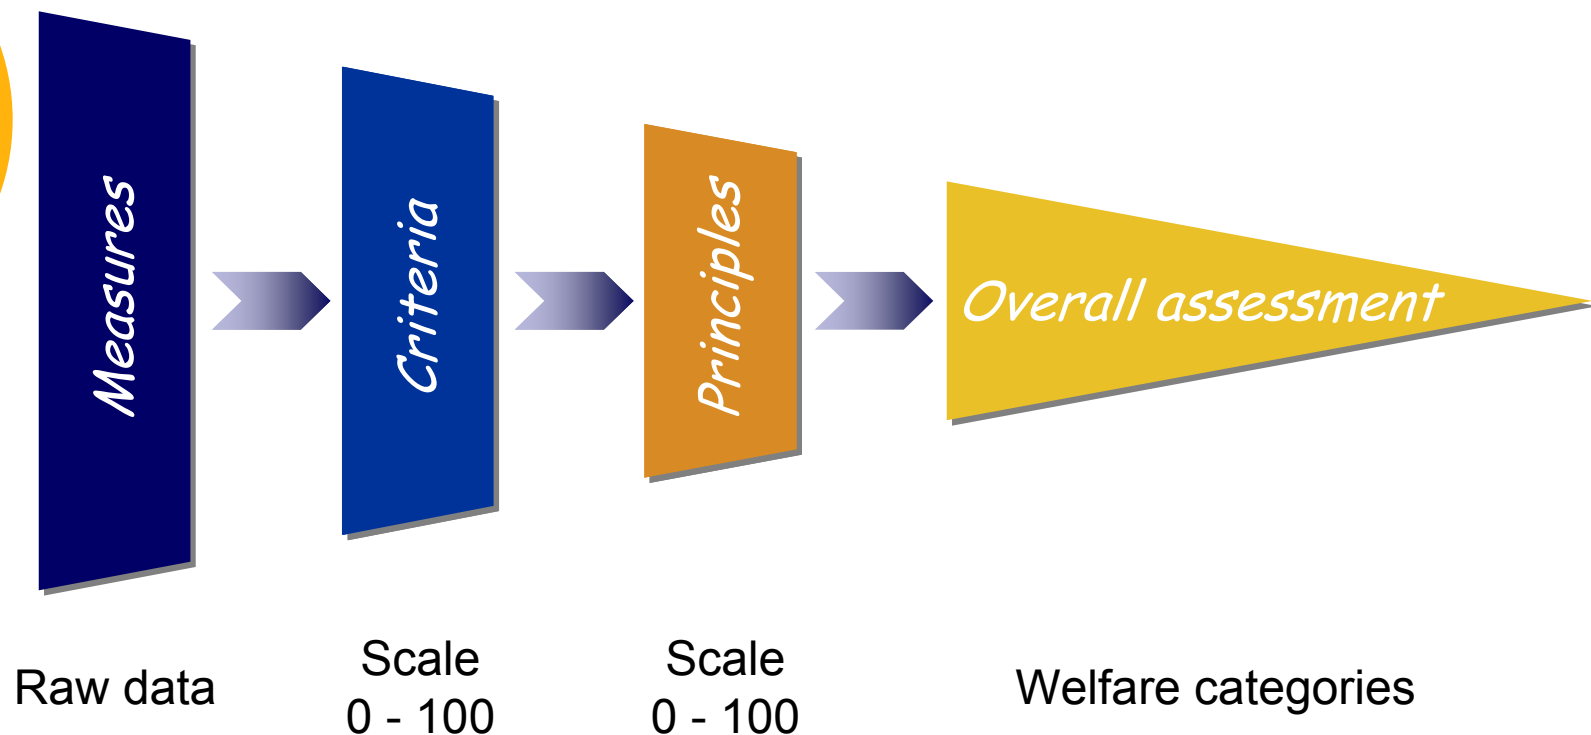 Measures
Criteria
Principles
Overall assessment
Raw data
Scale
0 - 100
Scale
0 - 100
Welfare categories